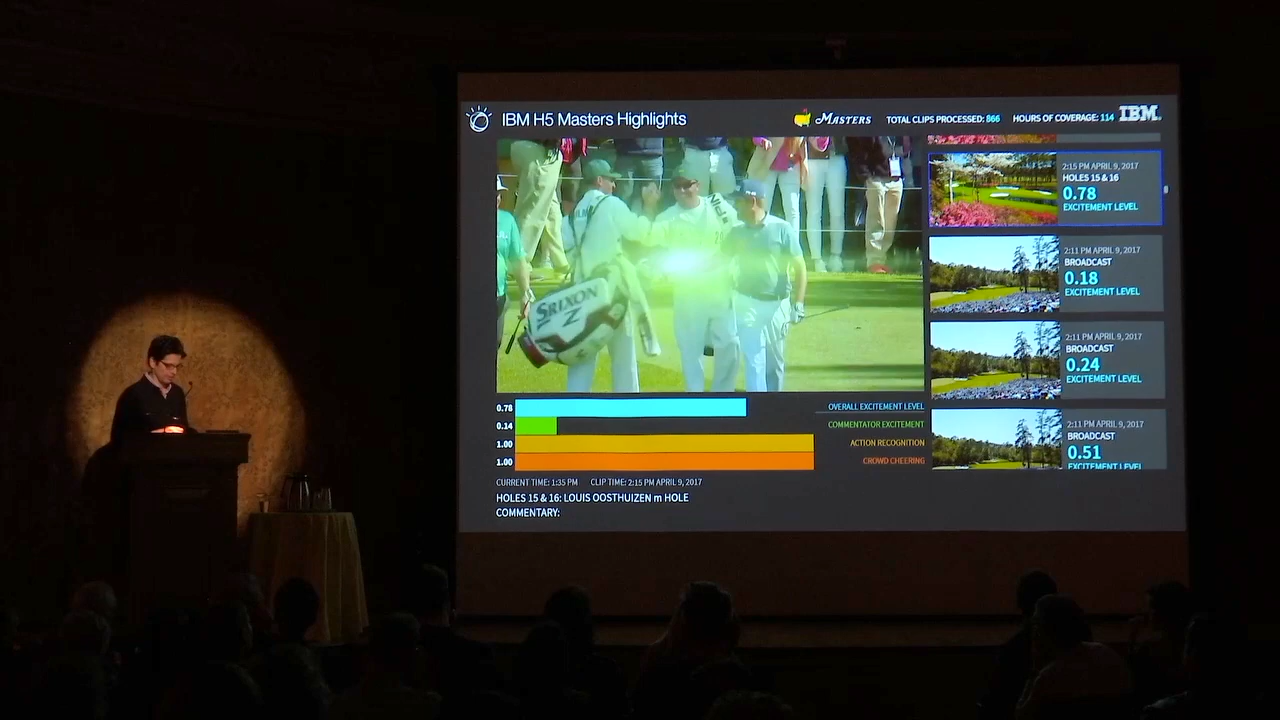 IBM H5 Masters Highlights
MASTERS
TOTAL CLIPS PROCESSED: 866
HOURS OF COVERAGE: 114
IBM
SRIXON
2:15 PM APRIL 9, 2017
HOLES 15 & 16
0.78
EXCITEMENT LEVEL
2:11 PM APRIL 9, 2017
BROADCAST
0.18
EXCITEMENT LEVEL
2:11 PM APRIL 9, 2017
BROADCAST
0.24
EXCITEMENT LEVEL
2:11 PM APRIL 9, 2017
BROADCAST
0.51
EXCITEMENT LEVEL
0.78 OVERALL EXCITEMENT LEVEL
0.14 COMMENTATOR EXCITEMENT
1.00 ACTION RECOGNITION
1.00 CROWD CHEERING
CURRENT TIME: 1:35 PM CLIP TIME: 2:15 PM APRIL 9, 2017
HOLES 15 & 16: LOUIS OOSTHUIZEN m HOLE
COMMENTARY: